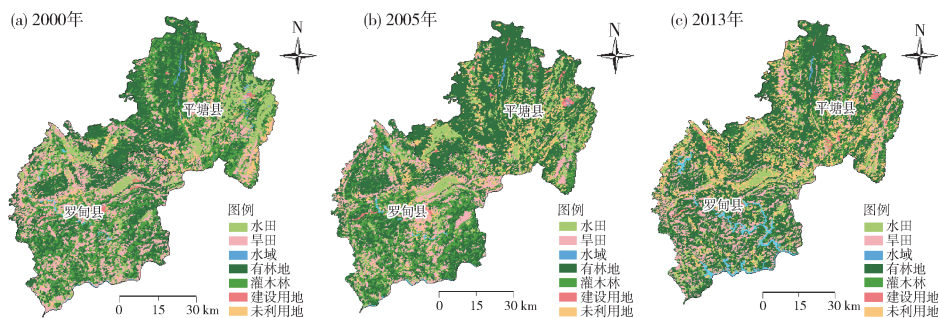 (a) 2000年
N
平塘县
罗甸县
图例
水田
旱田
水域
有林地
灌木林
建设用地
未利用地
0 15 30 km
(b) 2005年
N
平塘县
罗甸县
图例
水田
旱田
水域
有林地
灌木林
建设用地
未利用地
0 15 30 km
(c) 2013年
N
平塘县
罗甸县
图例
水田
旱田
水域
有林地
灌木林
建设用地
未利用地
0 15 30 km